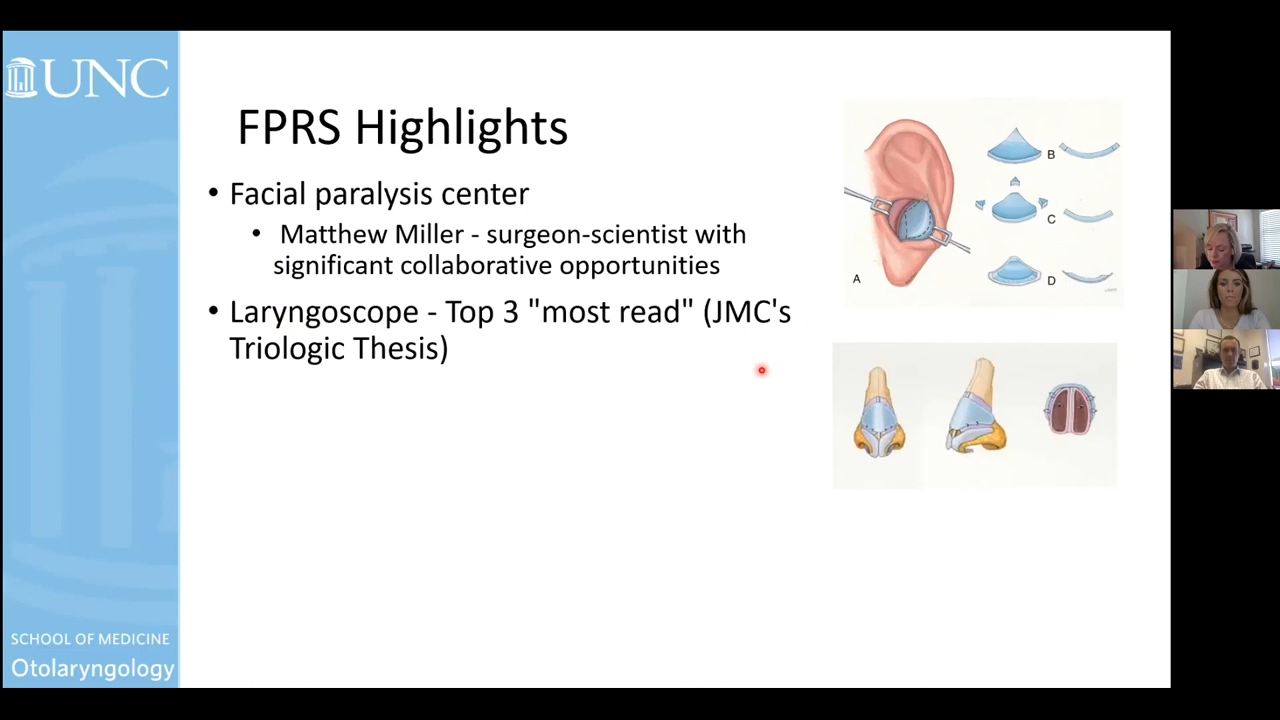 UNC
FPRS Highlights
• Facial paralysis center
• Matthew Miller - surgeon-scientist with
significant collaborative opportunities
• Laryngoscope - Top 3 "most read" (JMC's
Triologic Thesis)
A
B
C
D
SCHOOL OF MEDICINE
Otolaryngology